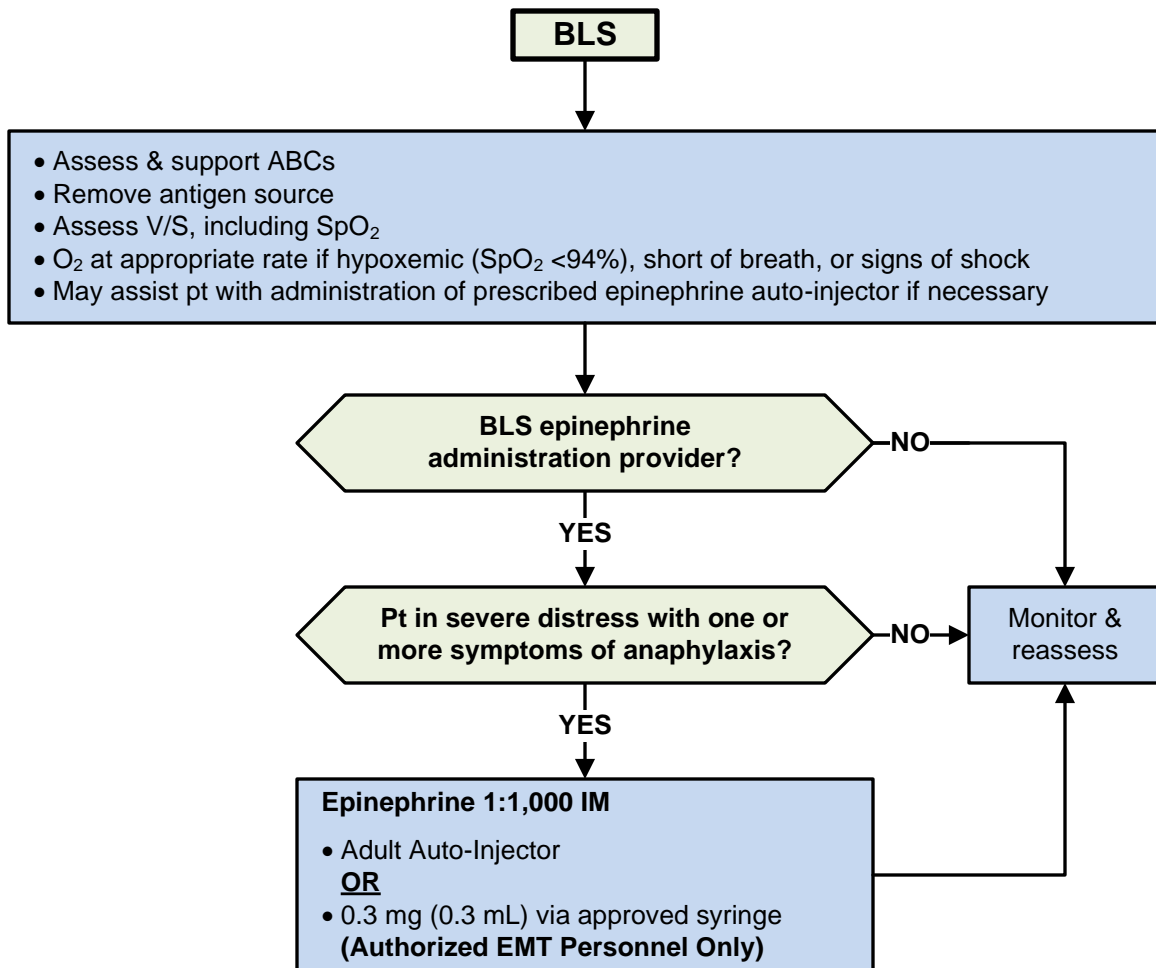 BLS
• Assess & support ABCs
• Remove antigen source
• Assess V/S, including SpO₂
• O₂ at appropriate rate if hypoxemic (SpO₂ <94%), short of breath, or signs of shock
• May assist pt with administration of prescribed epinephrine auto-injector if necessary
BLS epinephrine
administration provider?
NO
YES
Pt in severe distress with one or
more symptoms of anaphylaxis?
NO
Monitor &
reassess
YES
Epinephrine 1:1,000 IM
• Adult Auto-Injector
OR
• 0.3 mg (0.3 mL) via approved syringe
(Authorized EMT Personnel Only)